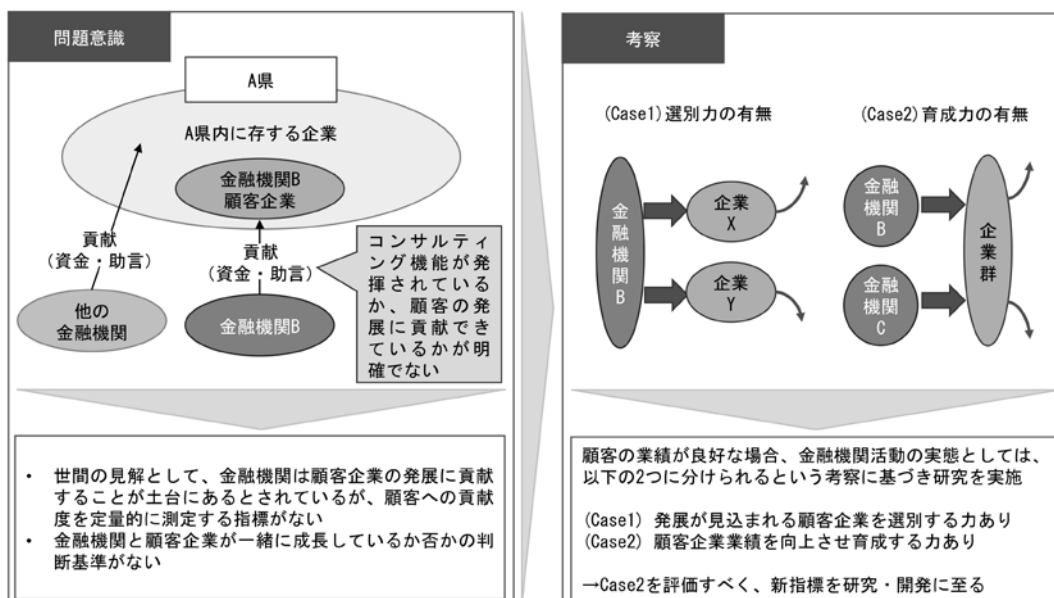 問題意識
A県
A県内に存する企業
金融機関B
顧客企業
貢献
(資金・助言)
貢献
(資金・助言)
他の
金融機関
金融機関B
コンサルティ
ング機能が発
揮されている
か、顧客の発
展に貢献でき
ているかが明
確でない
• 世間の見解として、金融機関は顧客企業の発展に貢献
することが土台にあるとされているが、顧客への貢献
度を定量的に測定する指標がない
• 金融機関と顧客企業が一緒に成長しているか否かの判
断基準がない
考察
(Case1)選別力の有無
金融機関B
企業
X
企業
Y
(Case2)育成力の有無
金融
機関
B
金融
機関
C
企業群
顧客の業績が良好な場合、金融機関活動の実態としては、
以下の2つに分けられるという考察に基づき研究を実施
(Case1) 発展が見込まれる顧客企業を選別する力あり
(Case2) 顧客企業業績を向上させ育成する力あり
→Case2を評価すべく、新指標を研究・開発に至る